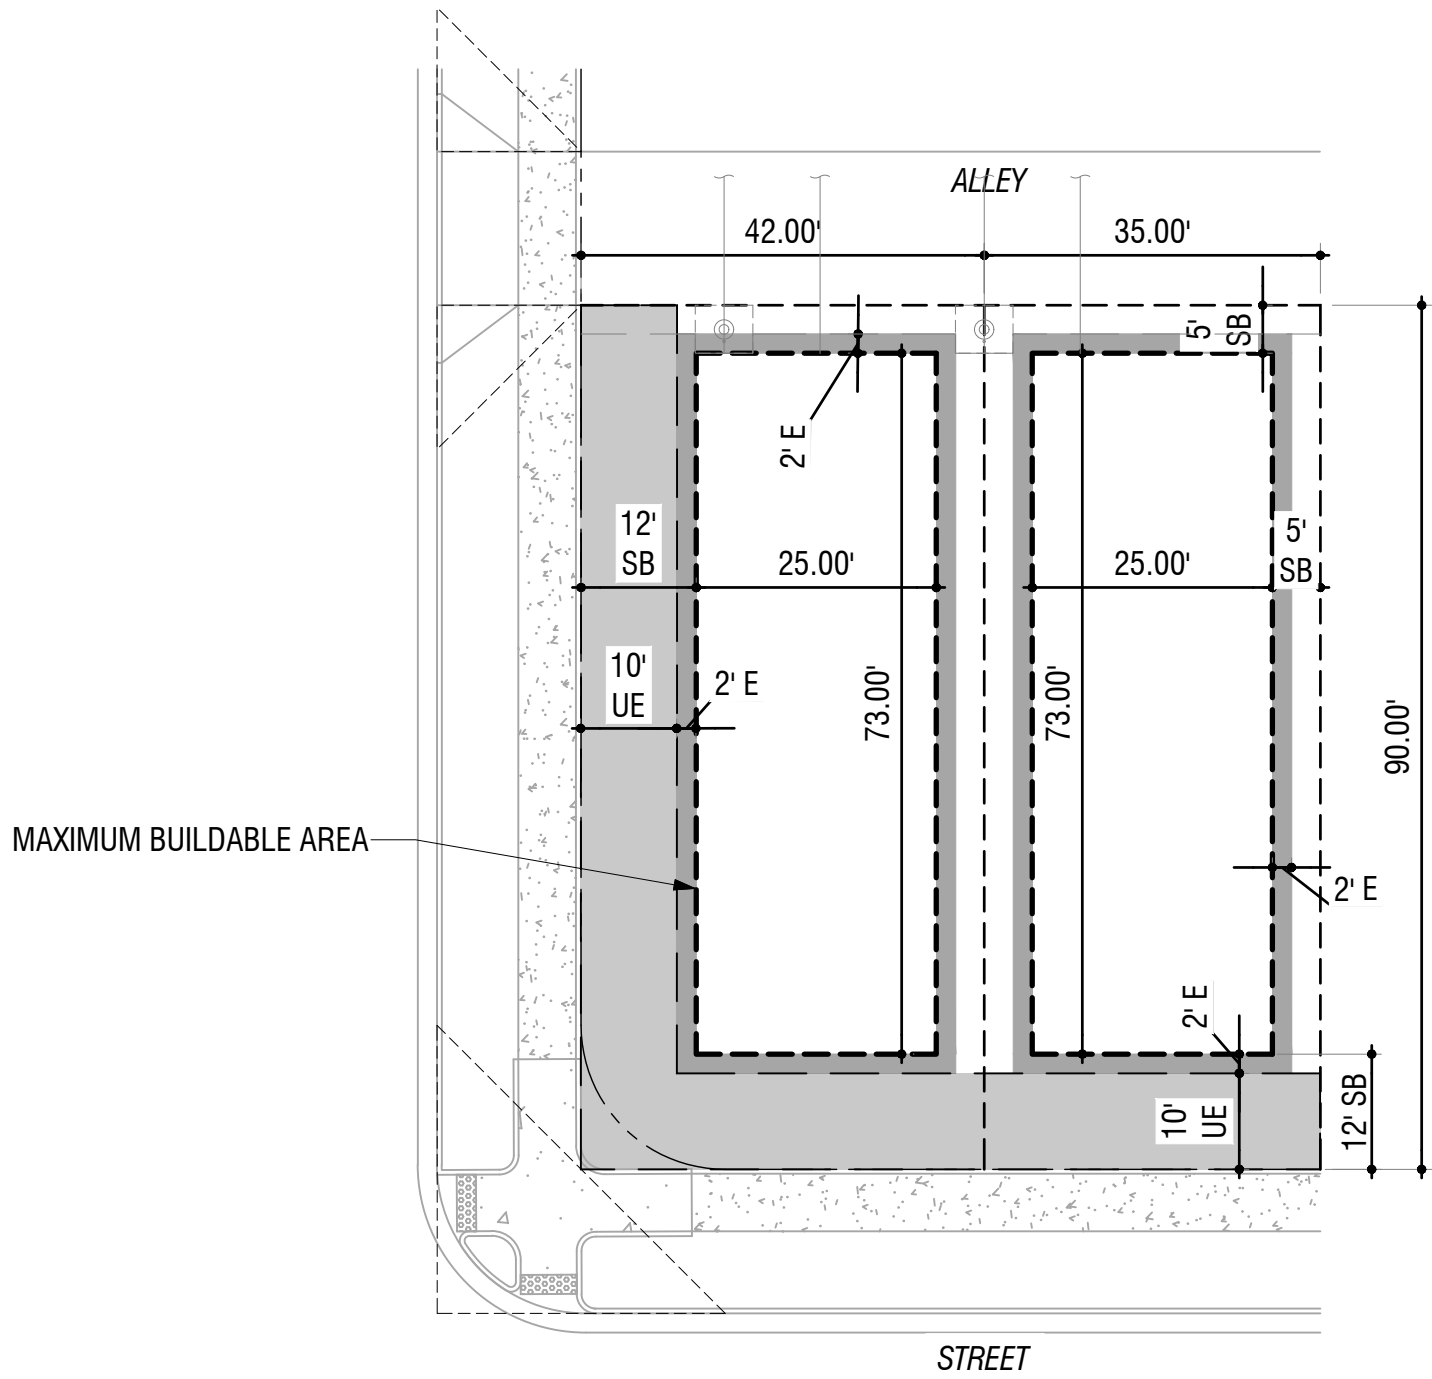 ALLEY
42.00'
35.00'
5'
SB
2' E
12'
SB
25.00'
25.00'
5'
SB
10'
UE
2' E
73.00'
73.00'
90.00'
MAXIMUM BUILDABLE AREA
2' E
2' E
10'
UE
12' SB
STREET